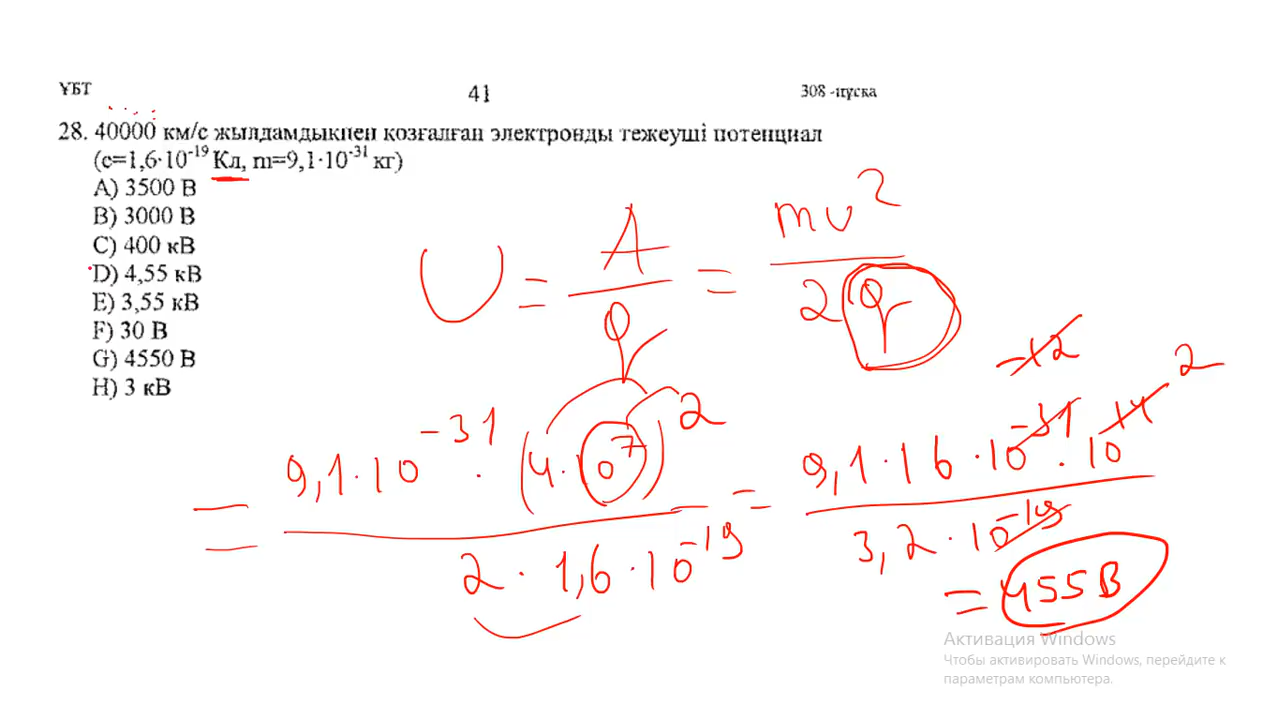 ҰБТ 41 308 -нұсқа
28. 40000 км/с жылдамдықпен қозғалған электронды тежеуші потенциал
(e=1,6·10⁻¹⁹ Кл, m=9,1·10⁻³¹ кг)
A) 3500 В
B) 3000 В
C) 400 кВ
D) 4,55 кВ
E) 3,55 кВ
F) 30 В
G) 4550 В
H) 3 кВ
U = A/q = mv²/2q
= 9,1·10⁻³¹·(4·10⁷)²/2·1,6·10⁻¹⁹ = 9,1·16·10⁻³¹·10¹⁴/3,2·10⁻¹⁹
= 455В
Активация Windows
Чтобы активировать Windows, перейдите к
параметрам компьютера.